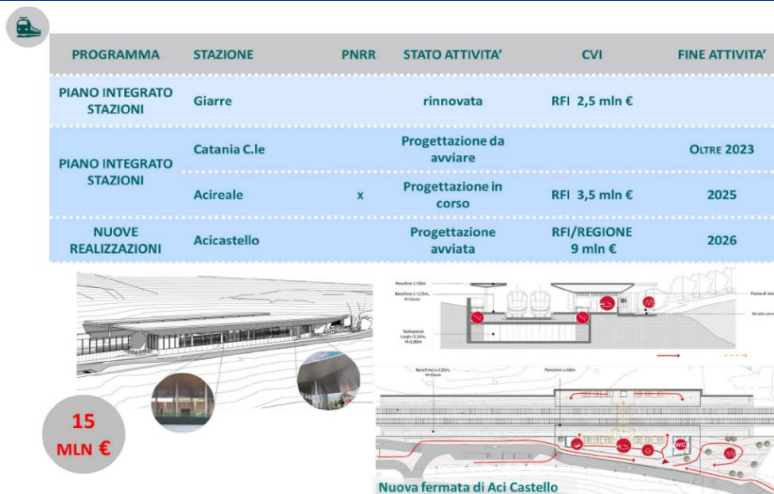 PROGRAMMA STAZIONE PNRR STATO ATTIVITA' CVI FINE ATTIVITA'
PIANO INTEGRATO
STAZIONI
Giarre rinnovata RFI 2,5 mln €
PIANO INTEGRATO
STAZIONI
Catania C.le
Progettazione da
avviare
OLTRE 2023
Acireale x
Progettazione in
corso
RFI 3,5 mln € 2025
NUOVE
REALIZZAZIONI
Acicastello
Progettazione
avviata
RFI/REGIONE
9 mln €
2026
15
MLN €
WC
Nuova fermata di Aci Castello